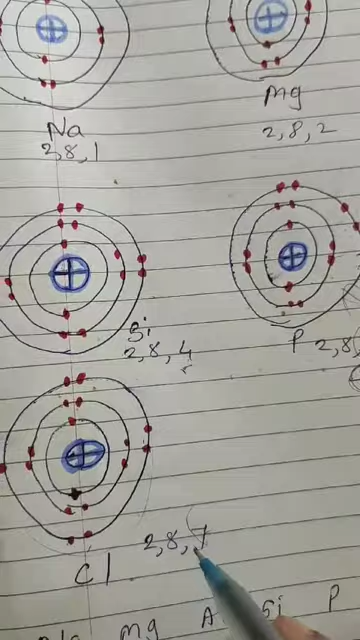 Na
2,8,1
Mg
2,8,2
Si
2,8,4
P 2,8
Cl
2,8,7
Mg A Si P